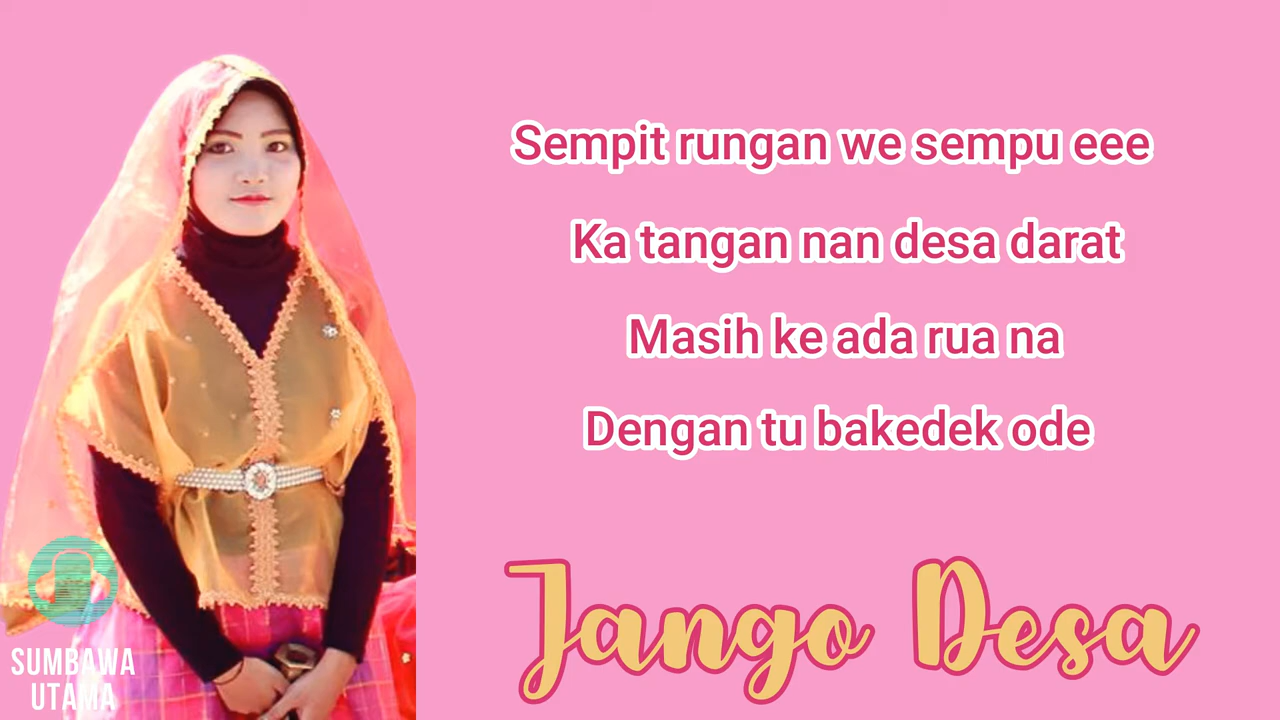 Sempit rungan we sempu eee
Ka tangan nan desa darat
Masih ke ada rua na
Dengan tu bakedek ode
Jango Desa
SUMBAWA
UTAMA